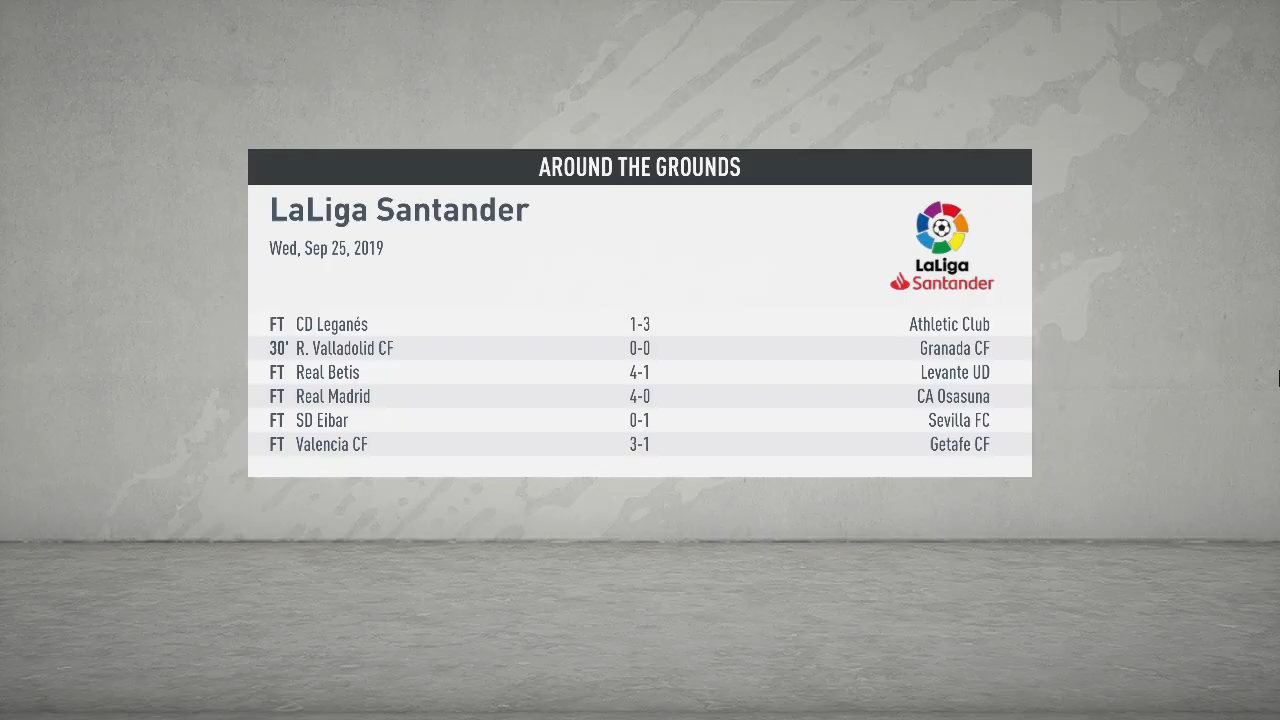 AROUND THE GROUNDS
LaLiga Santander
Wed, Sep 25, 2019
LaLiga
Santander
FT CD Leganés 1-3 Athletic Club
30' R. Valladolid CF 0-0 Granada CF
FT Real Betis 4-1 Levante UD
FT Real Madrid 4-0 CA Osasuna
FT SD Eibar 0-1 Sevilla FC
FT Valencia CF 3-1 Getafe CF